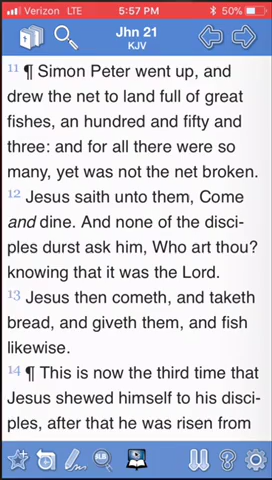 Verizon LTE 5:57 PM 50%
Jhn 21
KJV
11 ¶ Simon Peter went up, and
drew the net to land full of great
fishes, an hundred and fifty and
three: and for all there were so
many, yet was not the net broken.
12 Jesus saith unto them, Come
and dine. And none of the disci-
ples durst ask him, Who art thou?
knowing that it was the Lord.
13 Jesus then cometh, and taketh
bread, and giveth them, and fish
likewise.
14 ¶ This is now the third time that
Jesus shewed himself to his disci-
ples, after that he was risen from